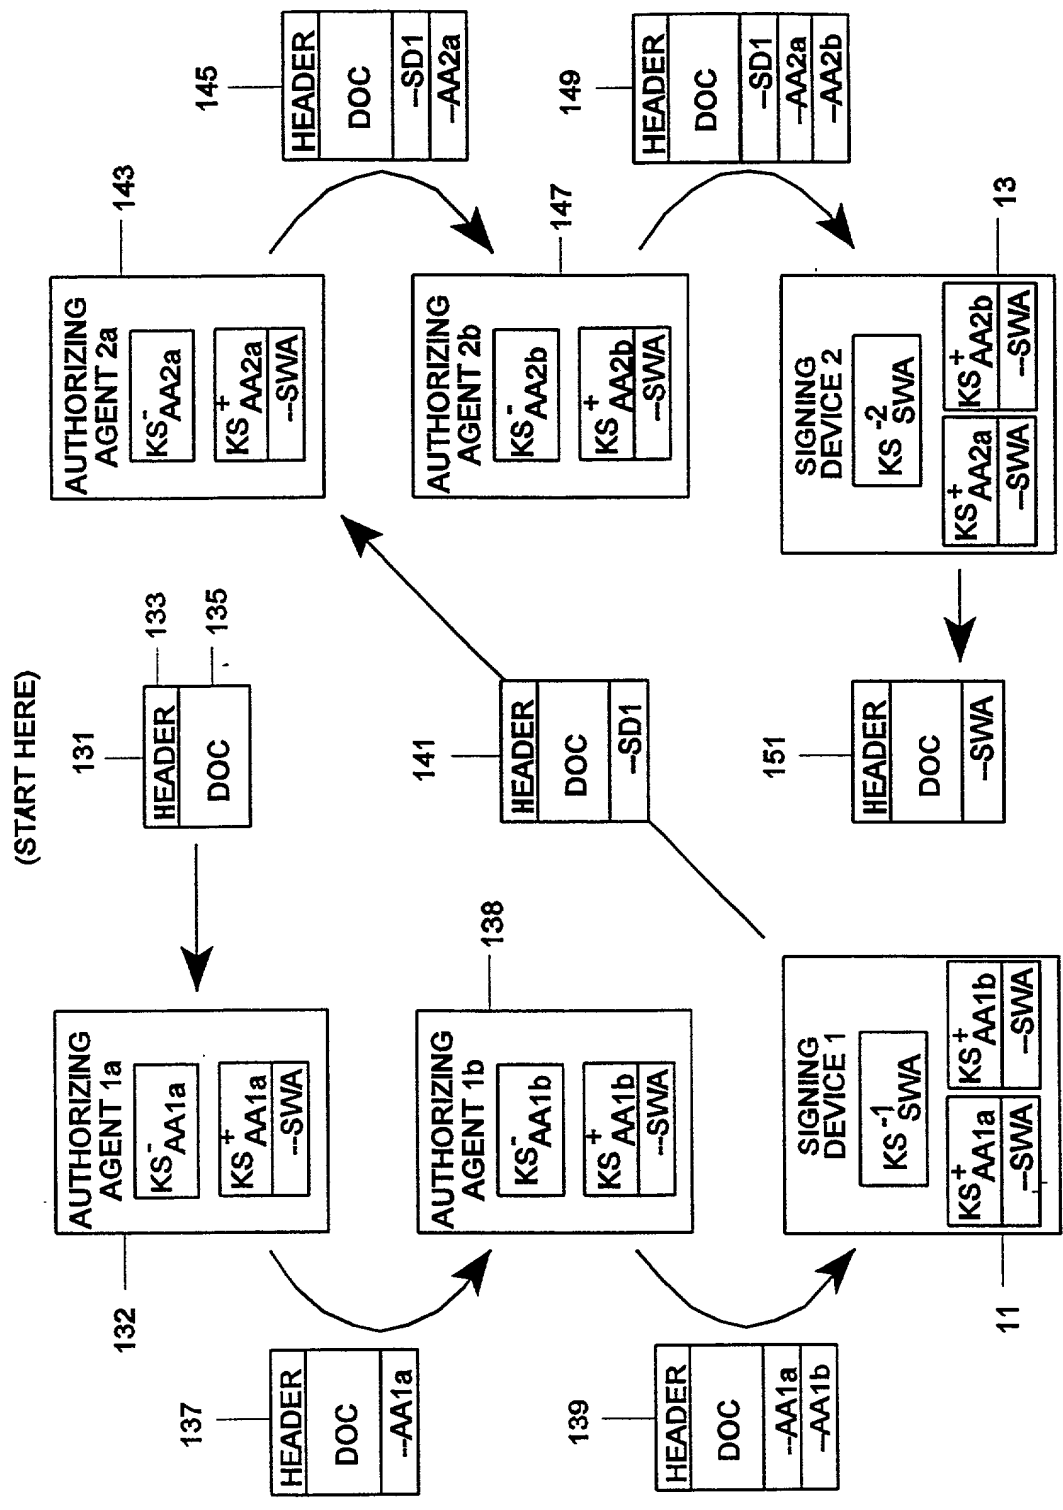 (START HERE)
131
133
135
HEADER
DOC
132
AUTHORIZING
AGENT 1a
KS⁻AA1a
KS⁺AA1a
---SWA
137
HEADER
DOC
---AA1a
138
AUTHORIZING
AGENT 1b
KS⁻AA1b
KS⁺AA1b
---SWA
139
HEADER
DOC
---AA1a
--AA1b
11
SIGNING
DEVICE 1
KS⁻¹SWA
KS⁺AA1a
---SWA
KS⁺AA1b
---SWA
141
HEADER
DOC
---SD1
143
AUTHORIZING
AGENT 2a
KS⁻AA2a
KS⁺AA2a
---SWA
145
HEADER
DOC
---SD1
--AA2a
147
AUTHORIZING
AGENT 2b
KS⁻AA2b
KS⁺AA2b
---SWA
149
HEADER
DOC
---SD1
--AA2a
--AA2b
13
SIGNING
DEVICE 2
KS⁻²SWA
KS⁺AA2a
---SWA
KS⁺AA2b
---SWA
151
HEADER
DOC
---SWA